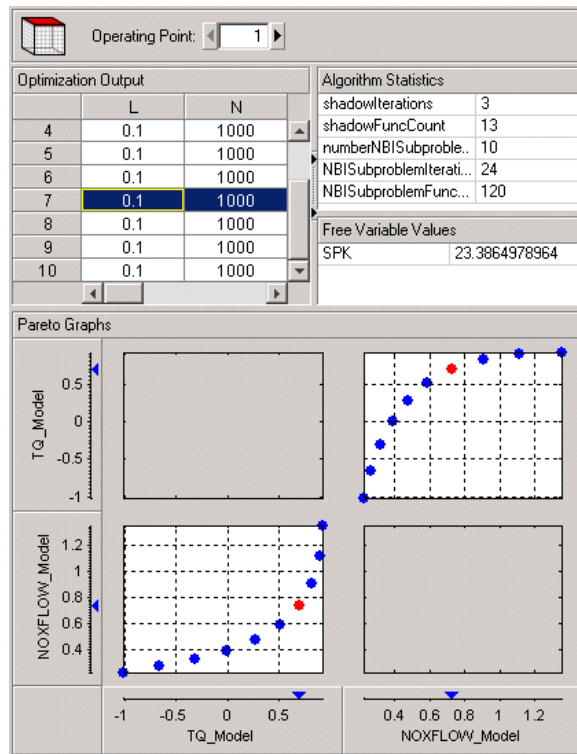 Operating Point: 1
Optimization Output
L N
4 0.1 1000
5 0.1 1000
6 0.1 1000
7 0.1 1000
8 0.1 1000
9 0.1 1000
10 0.1 1000
Algorithm Statistics
shadowIterations 3
shadowFuncCount 13
numberNBISubproble.. 10
NBISubproblemIterati.. 24
NBISubproblemFunc... 120
Free Variable Values
SPK 23.3864978964
Pareto Graphs
TQ_Model
0.5
0
-0.5
-1
NOXFLOW_Model
1.2
1
0.8
0.6
0.4
-1 -0.5 0 0.5
TQ_Model
0.4 0.6 0.8 1 1.2
NOXFLOW_Model